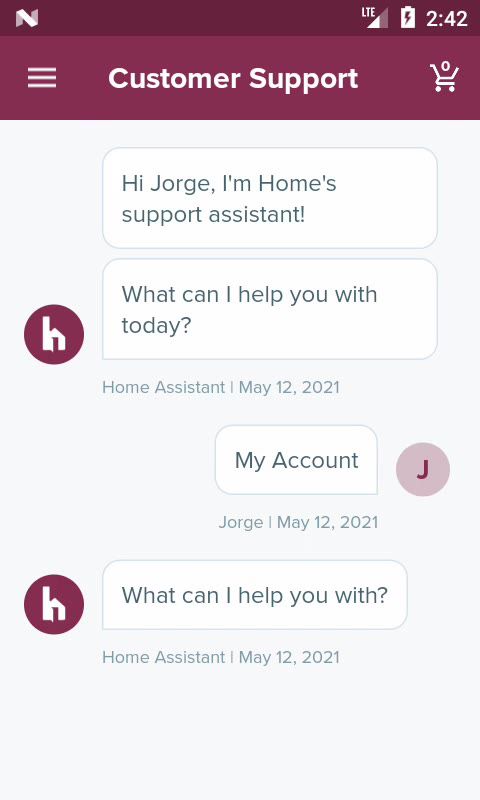 LTE
2:42
Customer Support
0
Hi Jorge, I'm Home's
support assistant!
What can I help you with
today?
h
Home Assistant | May 12, 2021
My Account
J
Jorge | May 12, 2021
What can I help you with?
h
Home Assistant | May 12, 2021